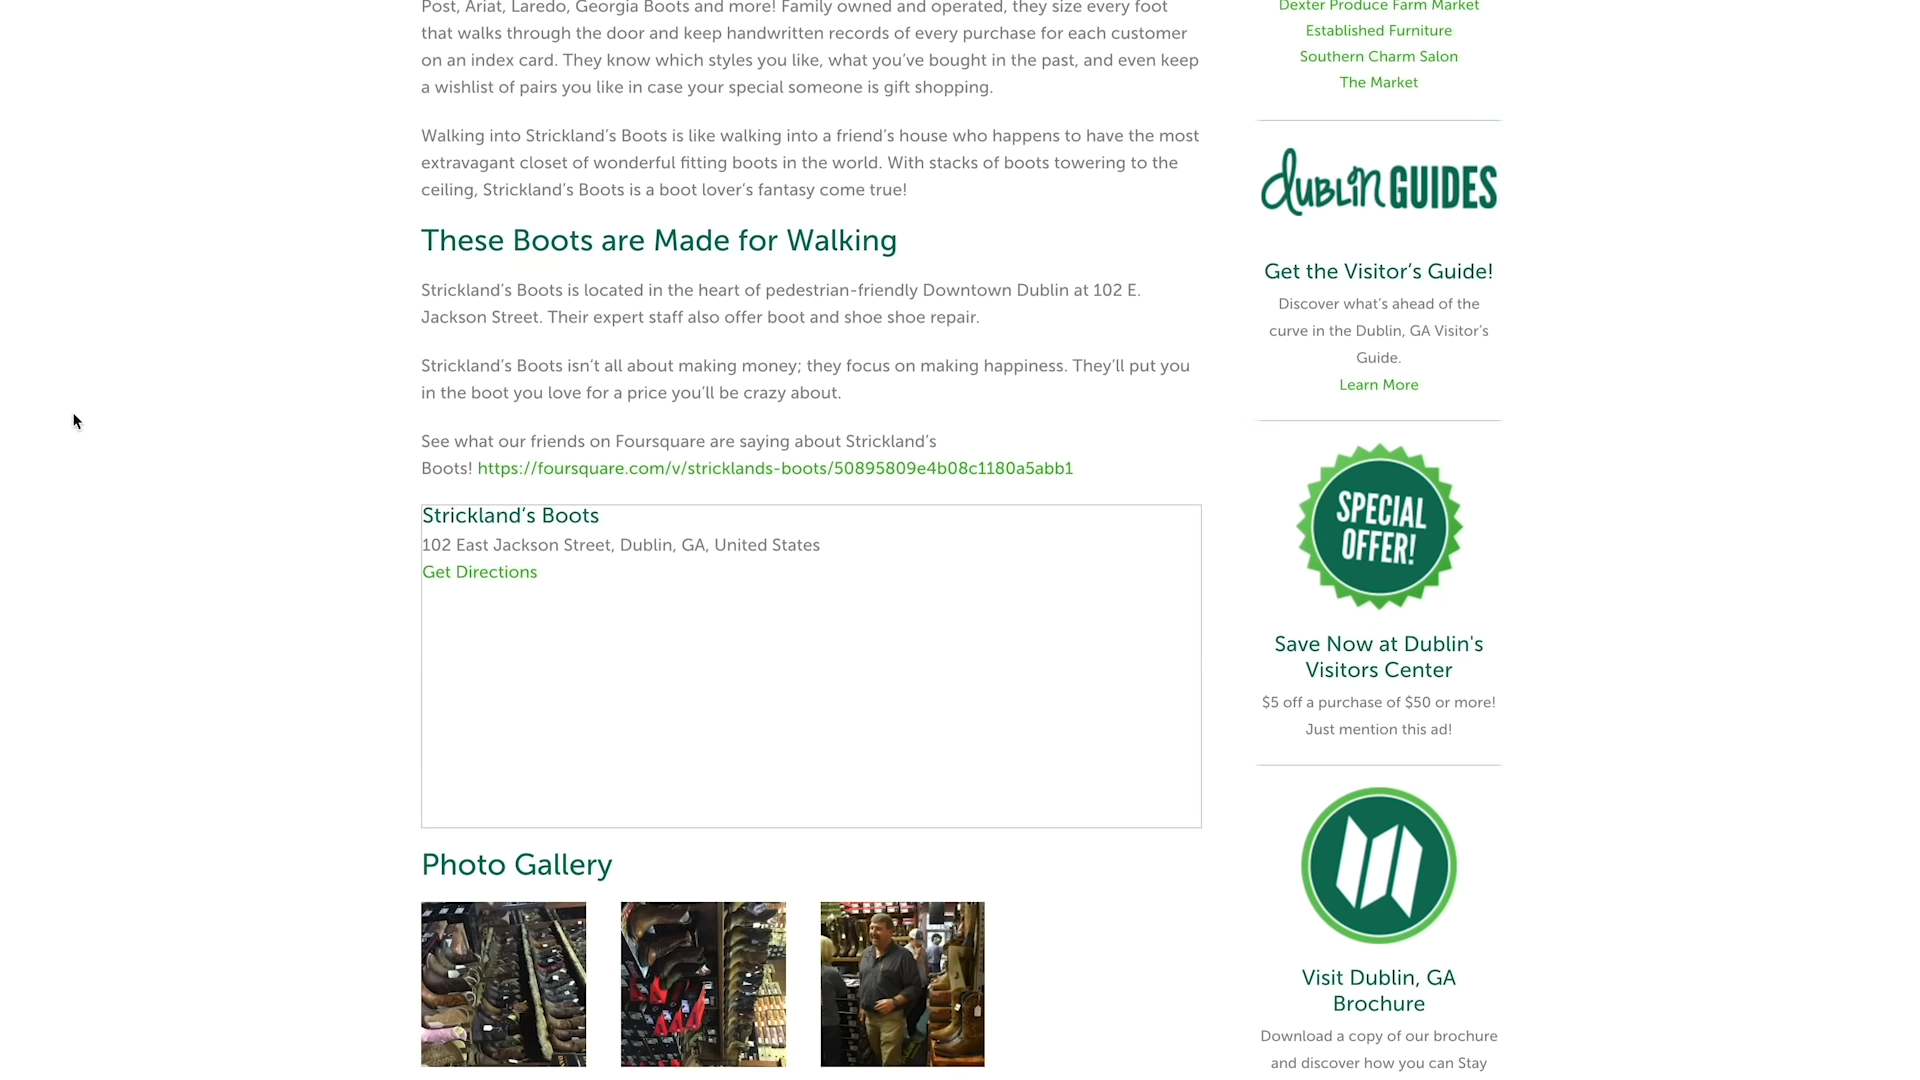 Post, Ariat, Laredo, Georgia Boots and more! Family owned and operated, they size every foot
that walks through the door and keep handwritten records of every purchase for each customer
on an index card. They know which styles you like, what you’ve bought in the past, and even keep
a wishlist of pairs you like in case your special someone is gift shopping.
Walking into Strickland’s Boots is like walking into a friend’s house who happens to have the most
extravagant closet of wonderful fitting boots in the world. With stacks of boots towering to the
ceiling, Strickland’s Boots is a boot lover’s fantasy come true!
These Boots are Made for Walking
Strickland’s Boots is located in the heart of pedestrian-friendly Downtown Dublin at 102 E.
Jackson Street. Their expert staff also offer boot and shoe shoe repair.
Strickland’s Boots isn’t all about making money; they focus on making happiness. They’ll put you
in the boot you love for a price you’ll be crazy about.
See what our friends on Foursquare are saying about Strickland’s
Boots! https://foursquare.com/v/stricklands-boots/50895809e4b08c1180a5abb1
Strickland’s Boots
102 East Jackson Street, Dublin, GA, United States
Get Directions
Photo Gallery
Dexter Produce Farm Market
Established Furniture
Southern Charm Salon
The Market
dublin GUIDES
Get the Visitor’s Guide!
Discover what’s ahead of the
curve in the Dublin, GA Visitor’s
Guide.
Learn More
SPECIAL
OFFER!
Save Now at Dublin's
Visitors Center
$5 off a purchase of $50 or more!
Just mention this ad!
Visit Dublin, GA
Brochure
Download a copy of our brochure
and discover how you can Stay